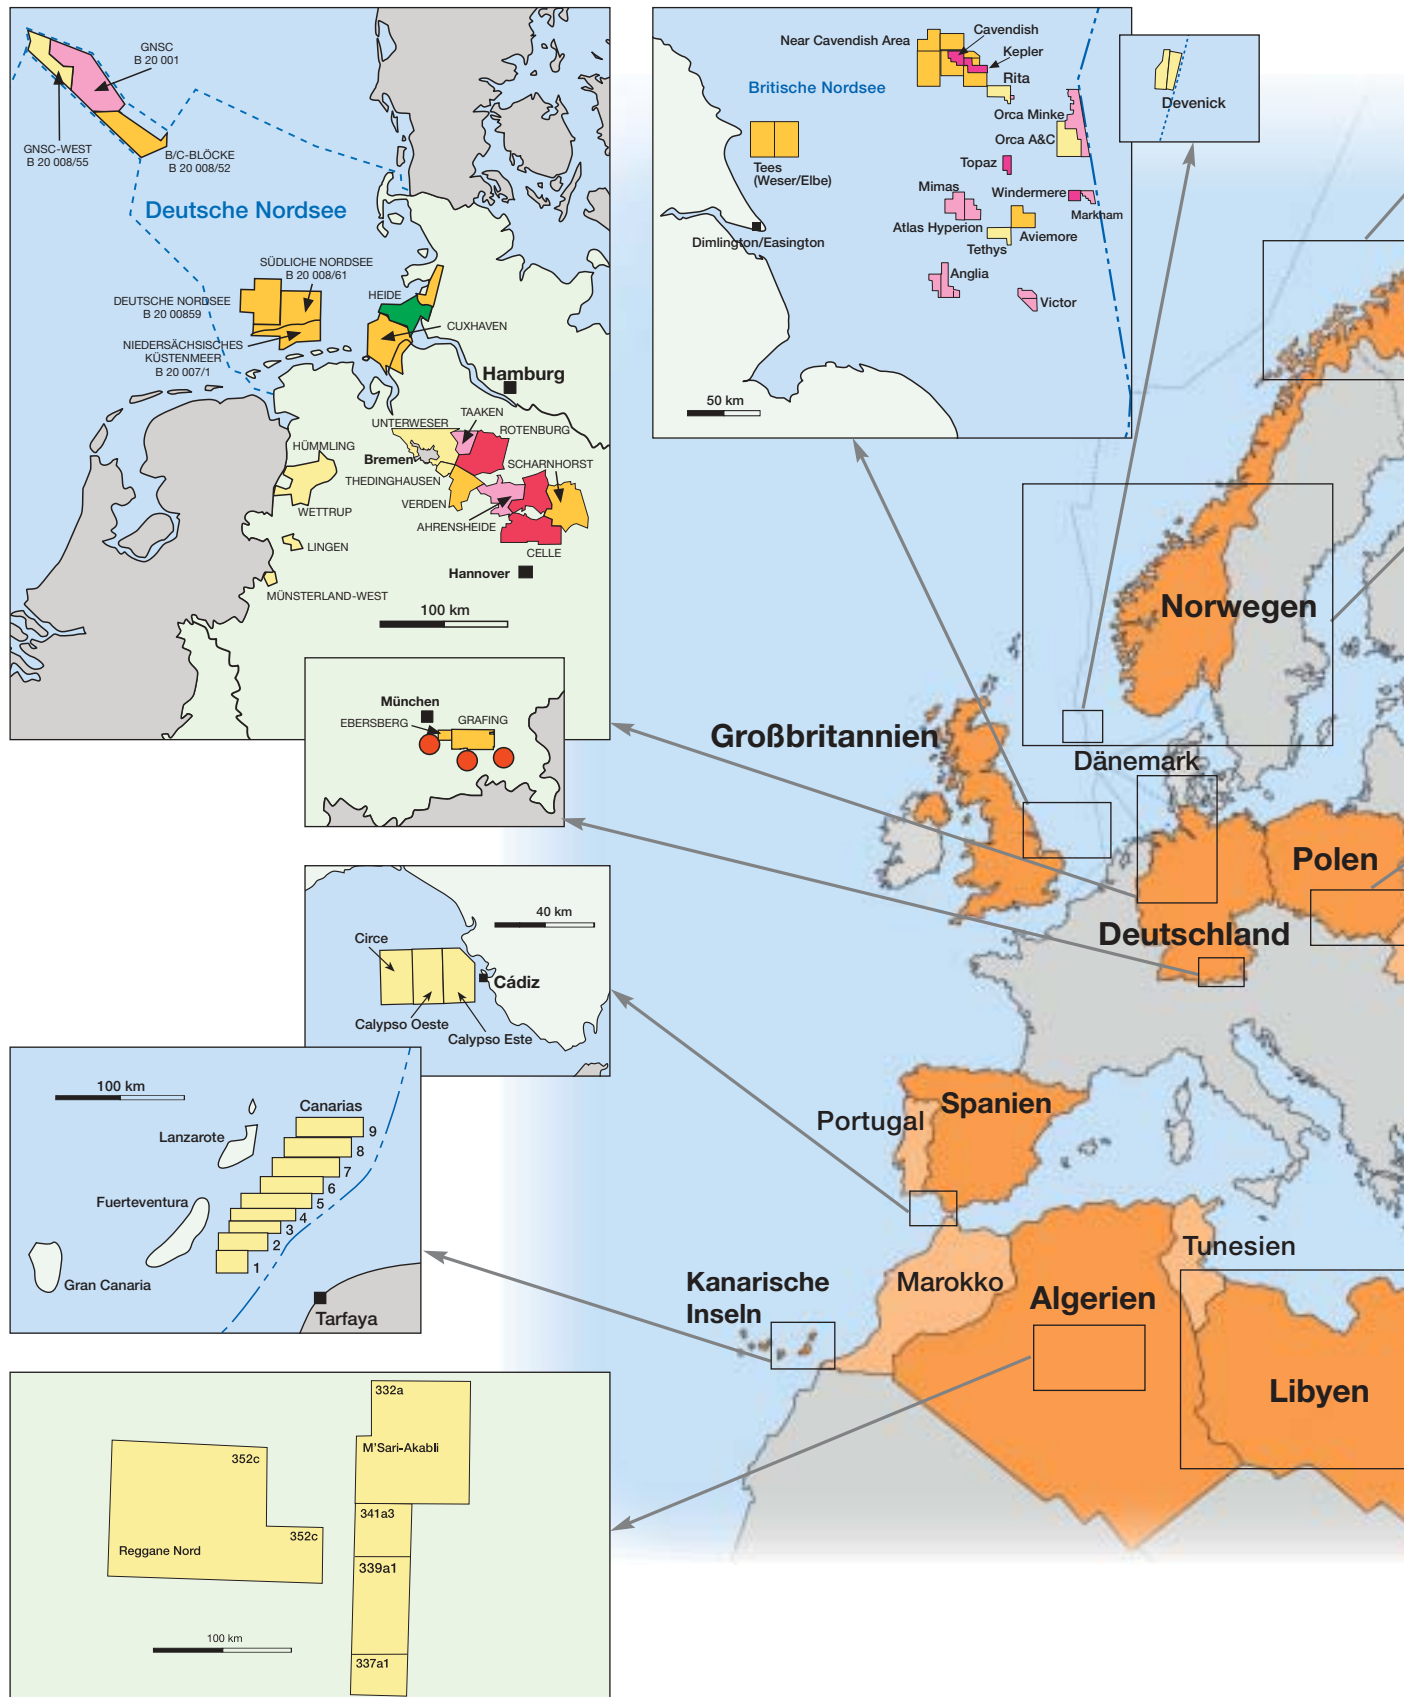 GNSC
B 20 001
GNSC-WEST
B 20 008/55
B/C-BLÖCKE
B 20 008/52
Deutsche Nordsee
SÜDLICHE NORDSEE
B 20 008/61
DEUTSCHE NORDSEE
B 20 00859
NIEDERSÄCHSISCHES
KÜSTENMEER
B 20 007/1
HEIDE
CUXHAVEN
Hamburg
UNTERWESER
TAAKEN
ROTENBURG
Bremen
SCHARNHORST
THEDINGHAUSEN
VERDEN
AHRENSHEIDE
CELLE
Hannover
HÜMMLING
WETTRUP
LINGEN
MÜNSTERLAND-WEST
100 km
München
EBERSBERG
GRAFING
Near Cavendish Area
Cavendish
Kepler
Rita
Britische Nordsee
Orca Minke
Orca A&C
Tees
(Weser/Elbe)
Topaz
Mimas
Windermere
Markham
Atlas Hyperion
Aviemore
Tethys
Dimlington/Easington
Anglia
Victor
50 km
Devenick
Norwegen
Großbritannien
Dänemark
Polen
Deutschland
40 km
Circe
Cádiz
Calypso Oeste
Calypso Este
Portugal
Spanien
100 km
Canarias
Lanzarote
9
8
7
6
Fuerteventura
5
4
3
2
1
Gran Canaria
Tarfaya
Kanarische
Inseln
Marokko
Tunesien
Algerien
Libyen
332a
M'Sari-Akabli
352c
341a3
352c
Reggane Nord
339a1
100 km
337a1